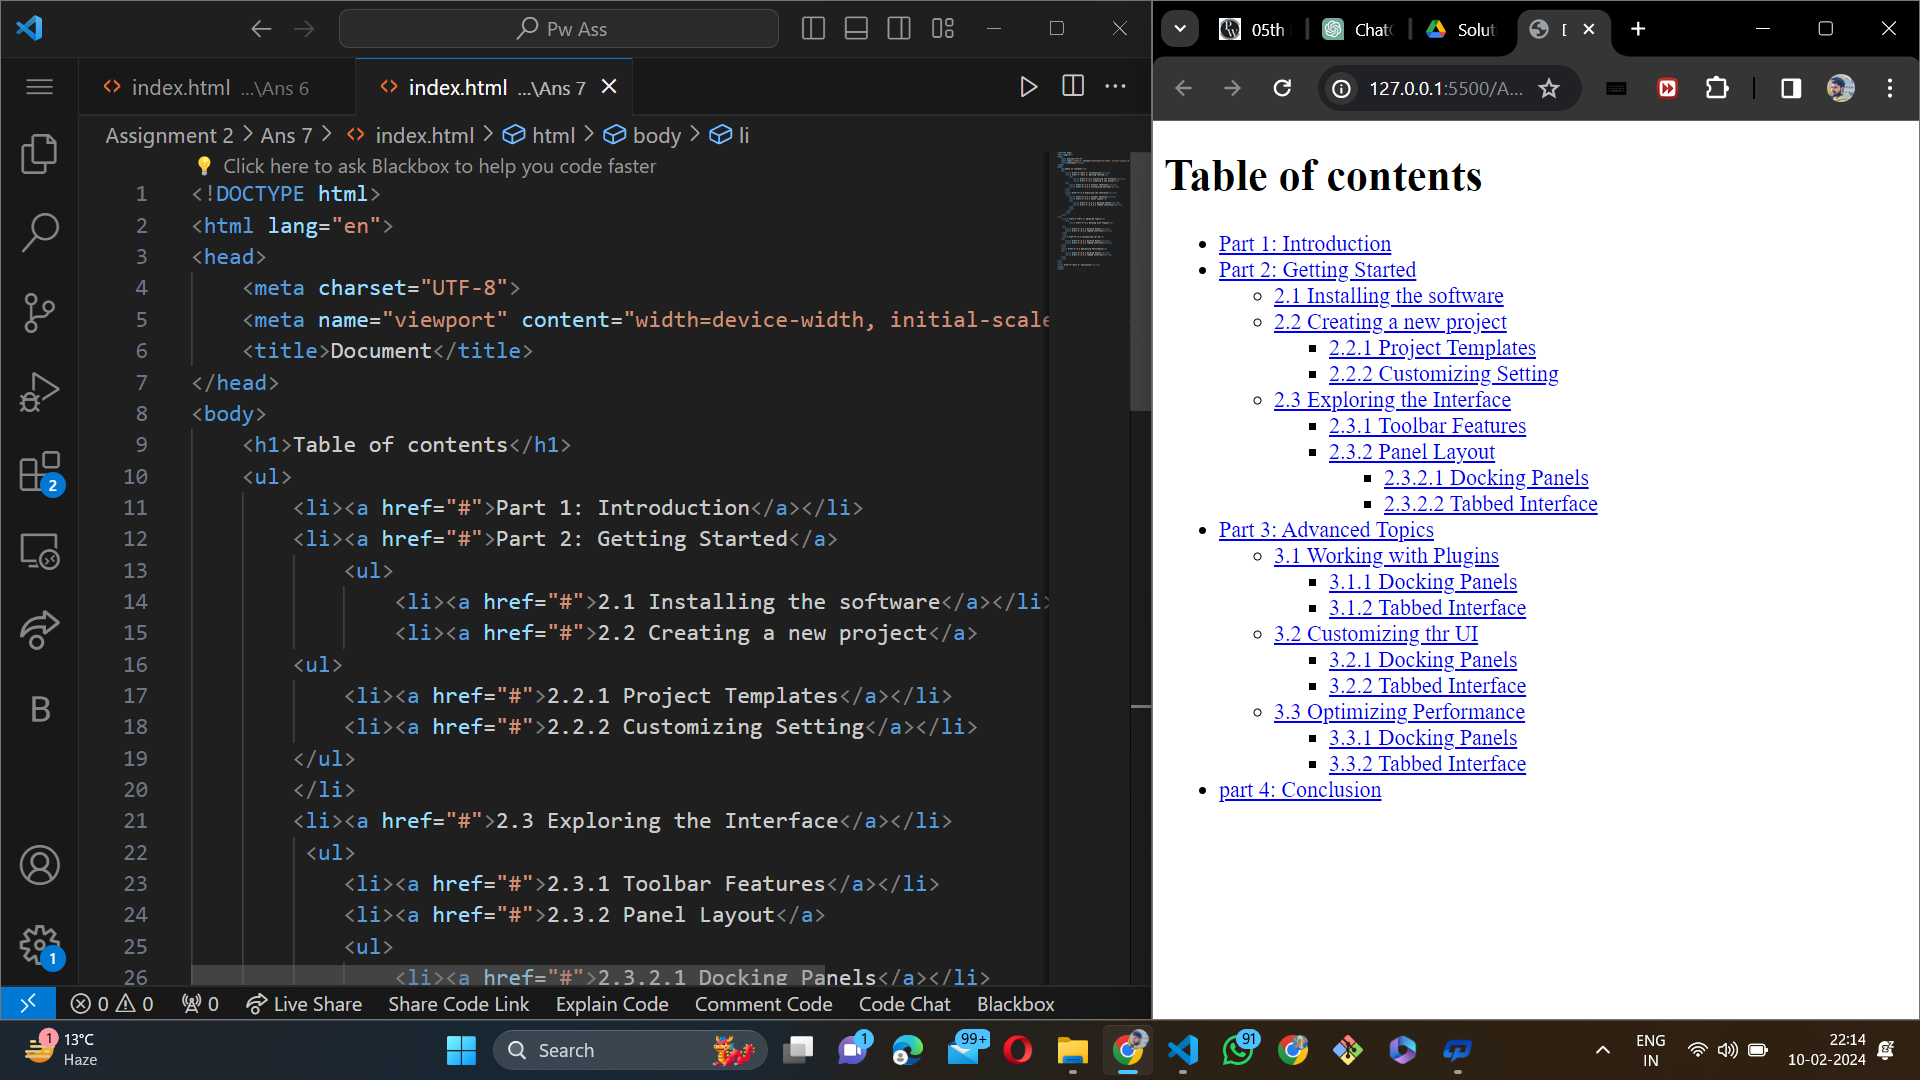 Pw Ass
index.html ...\Ans 6
index.html ...\Ans 7
Assignment 2 > Ans 7 > index.html > html > body > li
Click here to ask Blackbox to help you code faster
1 <!DOCTYPE html>
2 <html lang="en">
3 <head>
4 <meta charset="UTF-8">
5 <meta name="viewport" content="width=device-width, initial-scale
6 <title>Document</title>
7 </head>
8 <body>
9 <h1>Table of contents</h1>
10 <ul>
11 <li><a href="#">Part 1: Introduction</a></li>
12 <li><a href="#">Part 2: Getting Started</a>
13 <ul>
14 <li><a href="#">2.1 Installing the software</a></li>
15 <li><a href="#">2.2 Creating a new project</a>
16 <ul>
17 <li><a href="#">2.2.1 Project Templates</a></li>
18 <li><a href="#">2.2.2 Customizing Setting</a></li>
19 </ul>
20 </li>
21 <li><a href="#">2.3 Exploring the Interface</a></li>
22 <ul>
23 <li><a href="#">2.3.1 Toolbar Features</a></li>
24 <li><a href="#">2.3.2 Panel Layout</a>
25 <ul>
26 <li><a href="#">2.3.2.1 Docking Panels</a></li>
B
2
1
0 0 0 Live Share Share Code Link Explain Code Comment Code Code Chat Blackbox
05th Chat Solut
127.0.0.1:5500/A...
Table of contents
Part 1: Introduction
Part 2: Getting Started
2.1 Installing the software
2.2 Creating a new project
2.2.1 Project Templates
2.2.2 Customizing Setting
2.3 Exploring the Interface
2.3.1 Toolbar Features
2.3.2 Panel Layout
2.3.2.1 Docking Panels
2.3.2.2 Tabbed Interface
Part 3: Advanced Topics
3.1 Working with Plugins
3.1.1 Docking Panels
3.1.2 Tabbed Interface
3.2 Customizing thr UI
3.2.1 Docking Panels
3.2.2 Tabbed Interface
3.3 Optimizing Performance
3.3.1 Docking Panels
3.3.2 Tabbed Interface
part 4: Conclusion
1
13°C
Haze
Search
1
99+
91
ENG
IN
22:14
10-02-2024